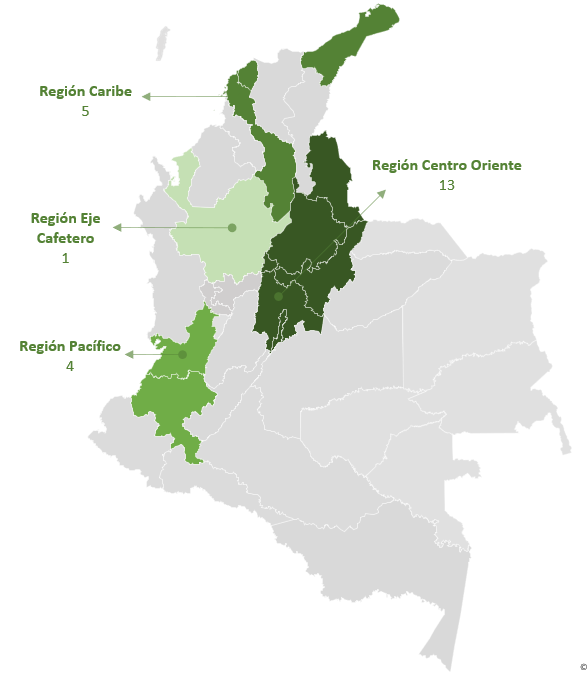 Región Caribe
5
Región Centro Oriente
13
Región Eje
Cafetero
1
Región Pacífico
4
©